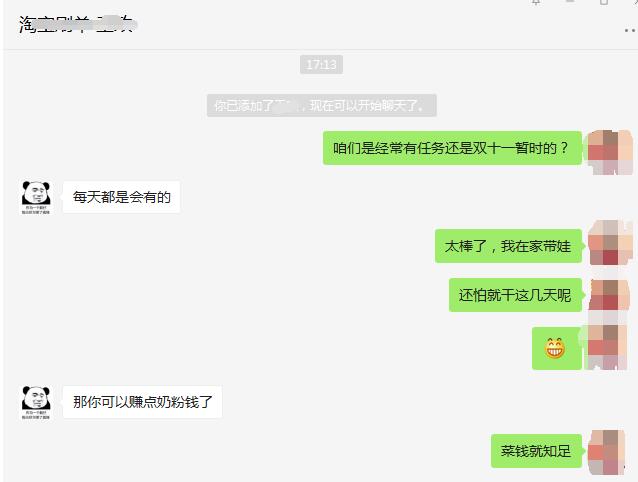 淘宝刷单
17:13
你已添加了，现在可以开始聊天了。
咱们是经常有任务还是双十一暂时的？
每天都是会有的
太棒了，我在家带娃
还怕就干这几天呢
那你可以赚点奶粉钱了
菜钱就知足